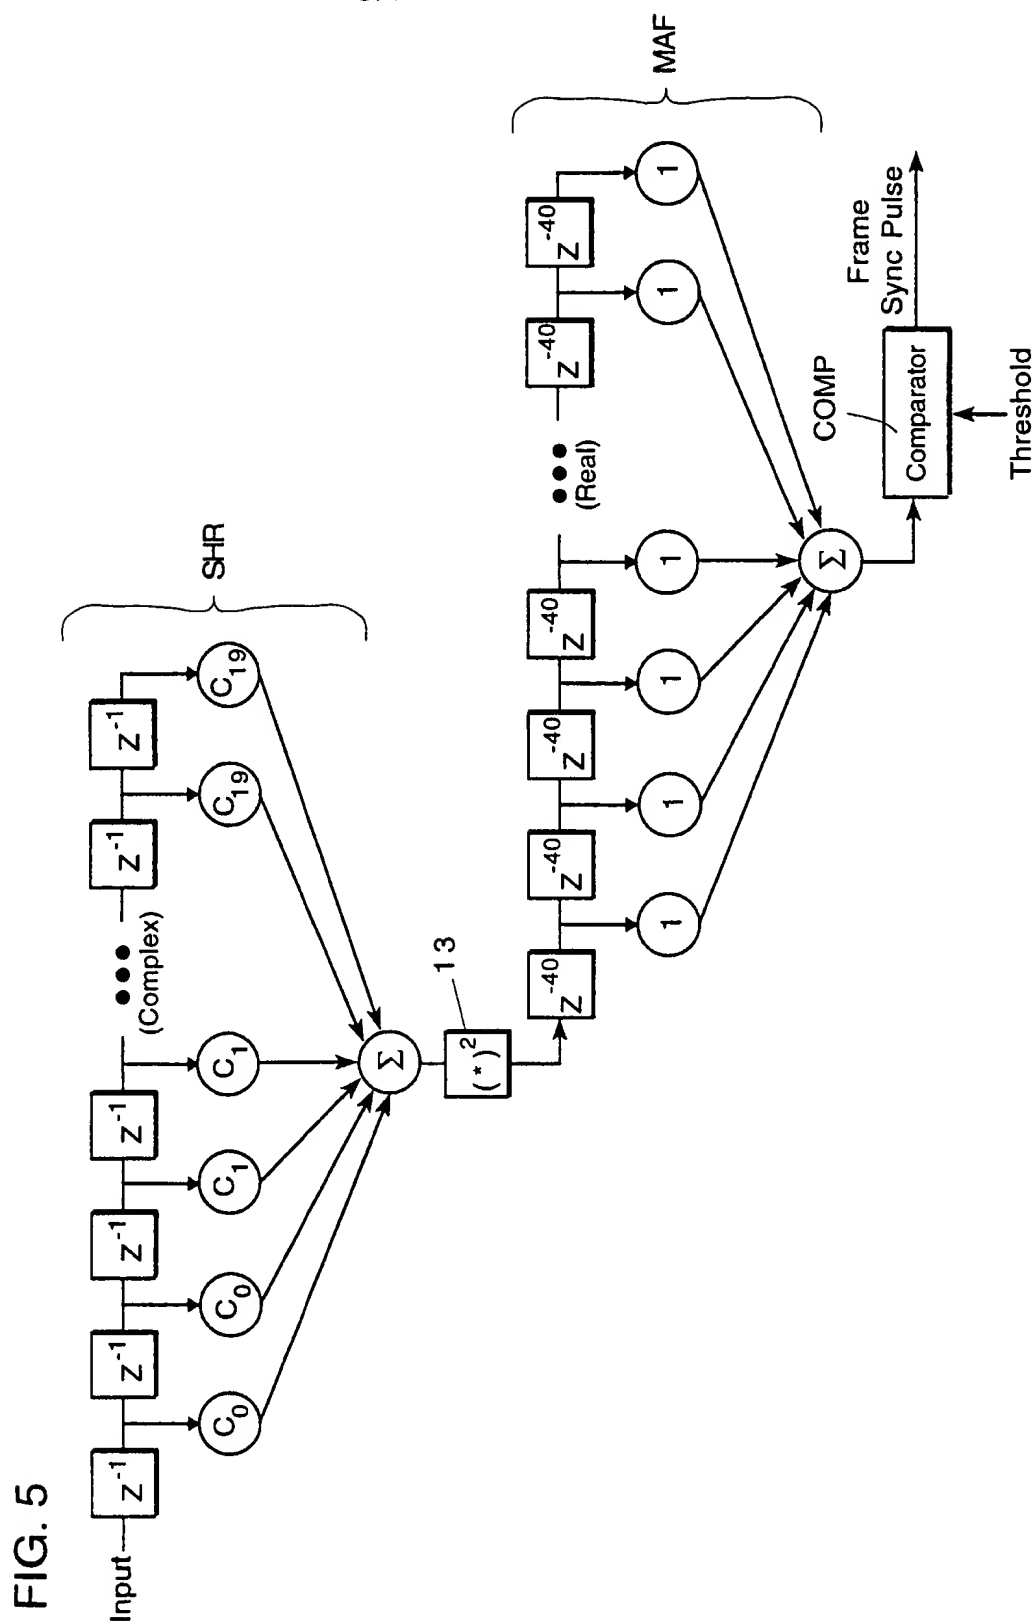 FIG. 5
SHR
Input
Z-1
Z-1
Z-1
Z-1
(Complex)
Z-1
Z-1
C0
C0
C1
C1
C19
C19
Σ
(*)2
13
MAF
Z-40
Z-40
Z-40
Z-40
(Real)
Z-40
Z-40
1
1
1
1
1
1
Σ
COMP
Comparator
Threshold
Frame
Sync Pulse